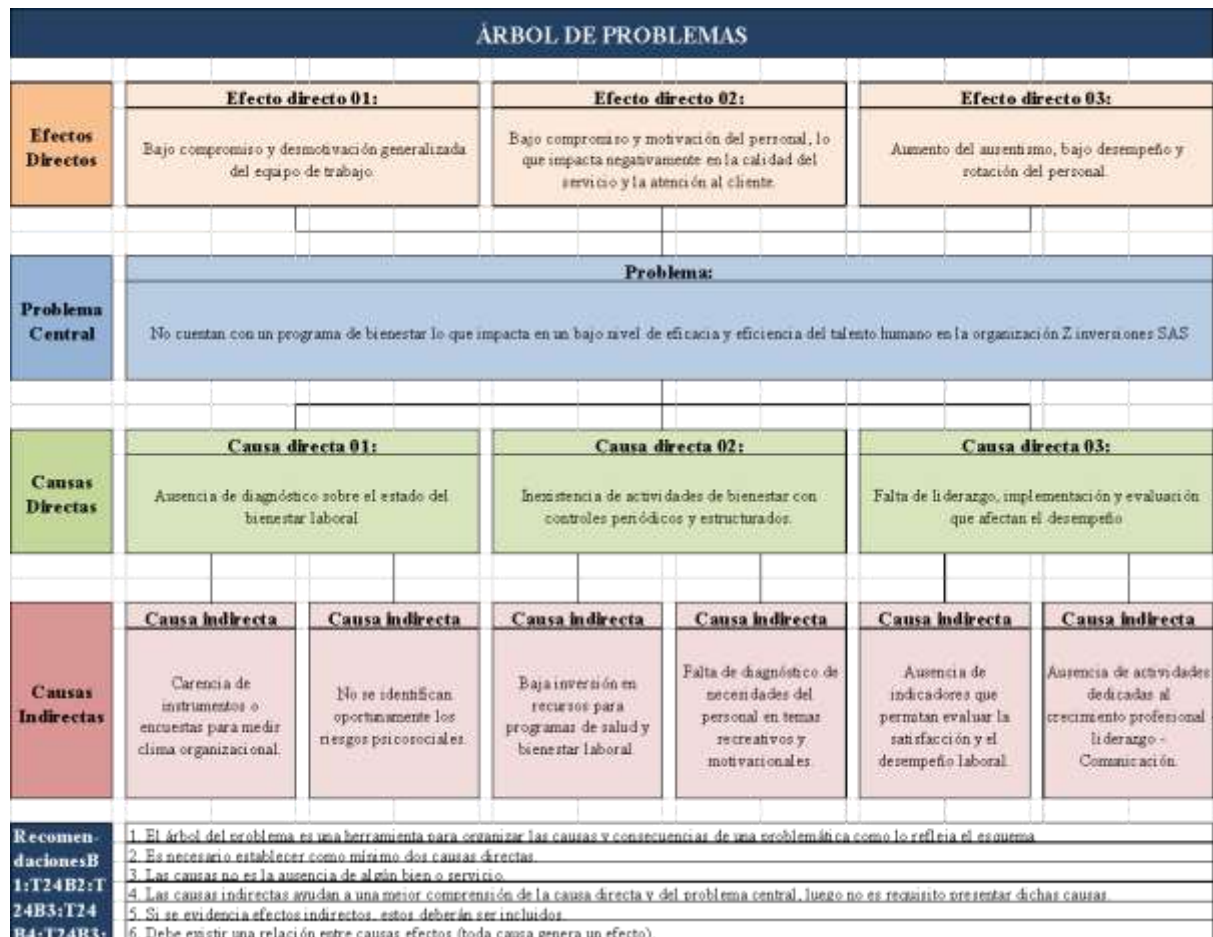 ÁRBOL DE PROBLEMAS
Efectos
Directos
Efecto directo 01:
Bajo compromiso y desmotivación generalizada
del equipo de trabajo.
Efecto directo 02:
Bajo compromiso y motivación del personal, lo
que impacta negativamente en la calidad del
servicio y la atención al cliente.
Efecto directo 03:
Aumento del ausentismo, bajo desempeño y
rotación del personal.
Problema
Central
Problema:
No cuentan con un programa de bienestar lo que impacta en un bajo nivel de eficacia y eficiencia del talento humano en la organización Z inversiones SAS
Causas
Directas
Causa directa 01:
Ausencia de diagnóstico sobre el estado del
bienestar laboral
Causa directa 02:
Inexistencia de actividades de bienestar con
controles periódicos y estructurados.
Causa directa 03:
Falta de liderazgo, implementación y evaluación
que afectan el desempeño
Causas
Indirectas
Causa indirecta
Carencia de
instrumentos o
encuestas para medir
clima organizacional.
Causa indirecta
No se identifican
oportunamente los
riesgos psicosociales.
Causa indirecta
Baja inversión en
recursos para
programas de salud y
bienestar laboral
Causa indirecta
Falta de diagnóstico de
necesidades del
personal en temas
recreativos y
motivacionales.
Causa indirecta
Ausencia de
indicadores que
permitan evaluar la
satisfacción y el
desempeño laboral.
Causa indirecta
Ausencia de actividades
dedicadas al
crecimiento profesional
liderazgo -
Comunicación.
Recomen-
dacionesB
1:T24B2:T
24B3:T24
B4:T24B3:
1. El árbol del problema es una herramienta para organizar las causas y consecuencias de una problemática como lo refleja el esquema
2. Es necesario establecer como mínimo dos causas directas.
3. Las causas no es la ausencia de algún bien o servicio.
4. Las causas indirectas ayudan a una mejor comprensión de la causa directa y del problema central, luego no es requisito presentar dichas causas.
5. Si se evidencia efectos indirectos, estos deberán ser incluidos.
6. Debe existir una relación entre causas efectos (toda causa genera un efecto)